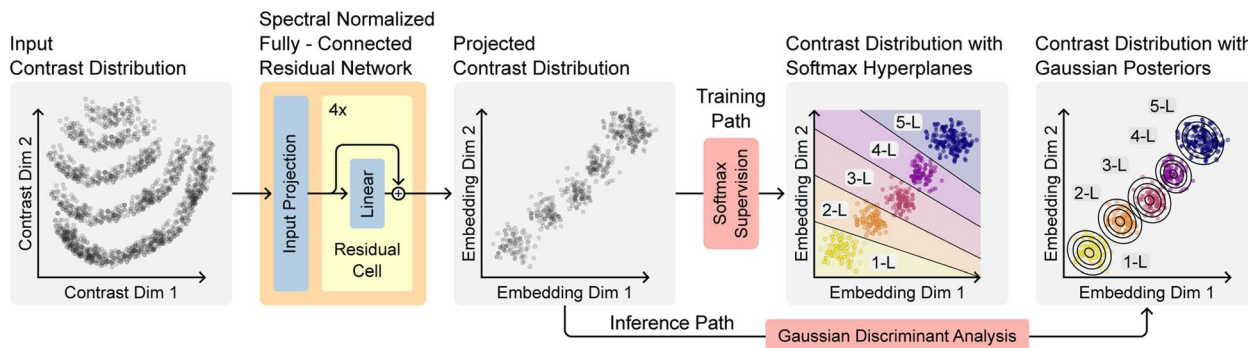 Input
Contrast Distribution
Contrast Dim 2
Contrast Dim 1
Spectral Normalized
Fully - Connected
Residual Network
Input Projection
4x
Linear
Residual
Cell
Projected
Contrast Distribution
Embedding Dim 2
Embedding Dim 1
Training
Path
Softmax
Supervision
Contrast Distribution with
Softmax Hyperplanes
Embedding Dim 2
5-L
4-L
3-L
2-L
1-L
Embedding Dim 1
Contrast Distribution with
Gaussian Posteriors
Embedding Dim 2
5-L
4-L
3-L
2-L
1-L
Embedding Dim 1
Inference Path
Gaussian Discriminant Analysis